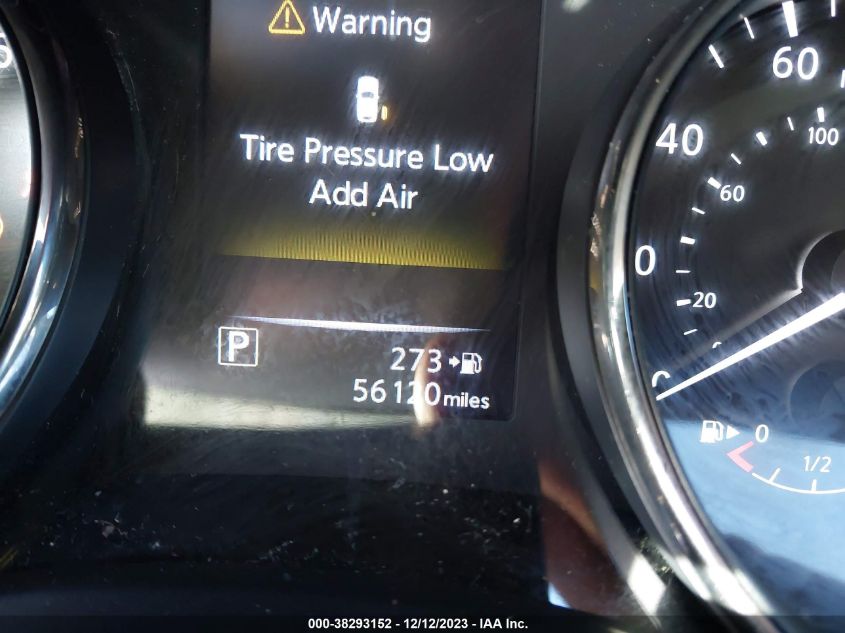 Warning
Tire Pressure Low
Add Air
P
273
56120 miles
60
40
100
60
0
20
0
1/2
000-38293152 - 12/12/2023 - IAA Inc.